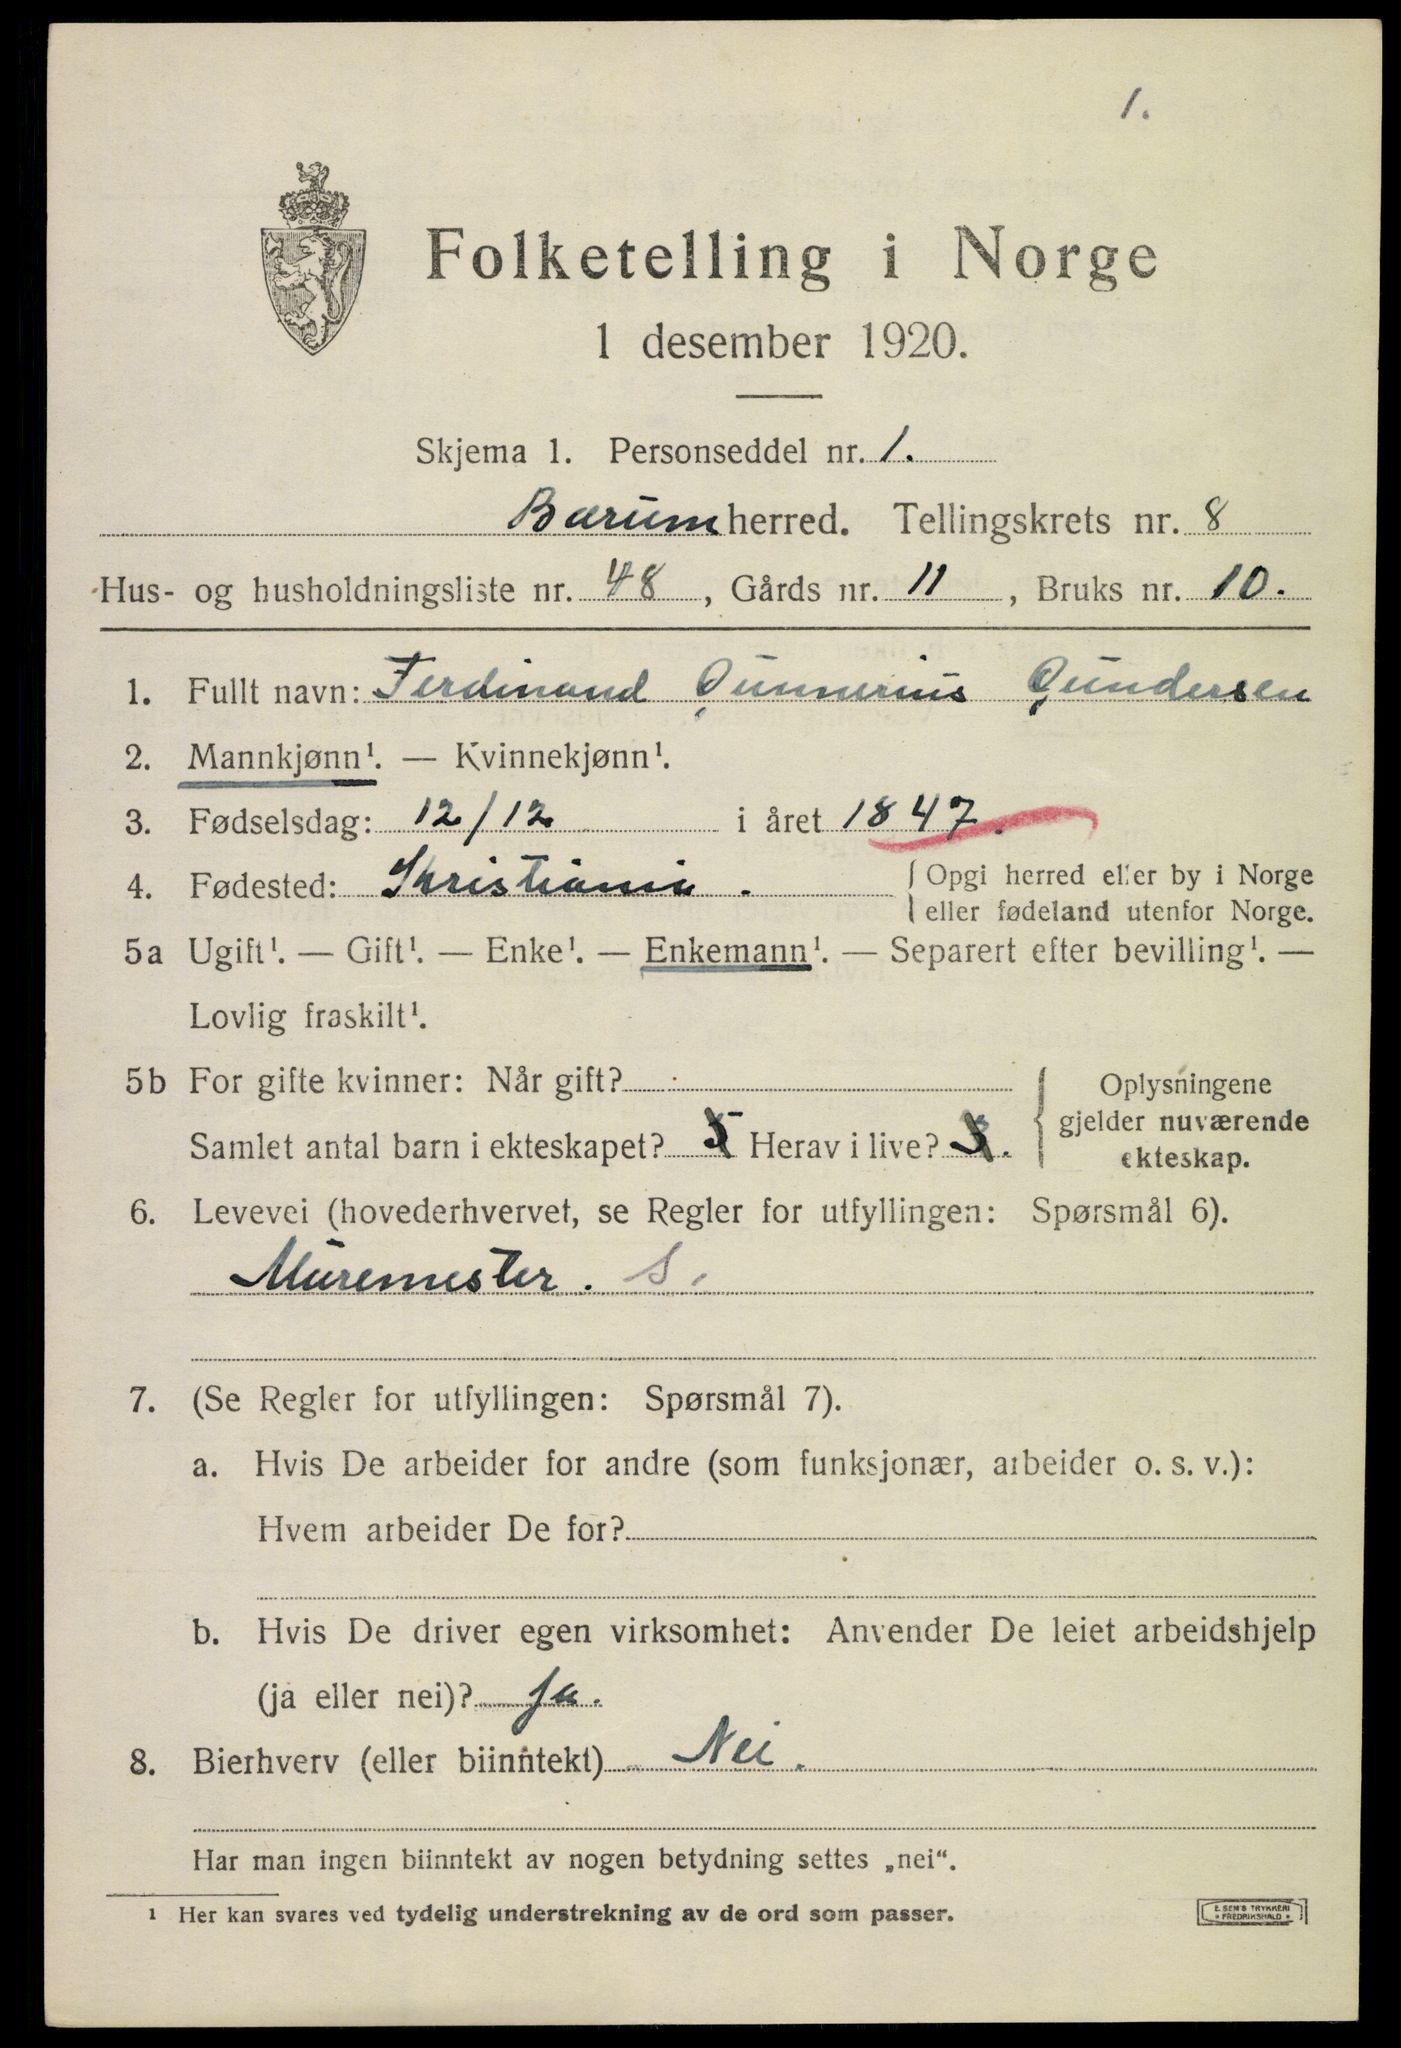 1.
Folketelling i Norge
1 desember 1920.
Skjema 1. Personseddel nr. 1.
Bærum herred. Tellingskrets nr. 8
Hus- og husholdningsliste nr. 48, Gårds nr. 11, Bruks nr. 10.
1. Fullt navn: Ferdinand Gunnerius Gundersen
2. Mannkjønn¹. — Kvinnekjønn¹.
3. Fødselsdag: 12/12 i året 1847.
4. Fødested: Kristiania. { Opgi herred eller by i Norge
eller fødeland utenfor Norge.
5a Ugift¹. — Gift¹. — Enke¹. — Enkemann¹. — Separert efter bevilling¹. —
Lovlig fraskilt¹.
5b For gifte kvinner: Når gift?
Samlet antal barn i ekteskapet? 5 Herav i live?
{ Oplysningene
gjelder nuværende
ekteskap.
6. Levevei (hovederhvervet, se Regler for utfyllingen: Spørsmål 6).
Muremester. S.
7. (Se Regler for utfyllingen: Spørsmål 7).
a. Hvis De arbeider for andre (som funksjonær, arbeider o. s. v.):
Hvem arbeider De for?
b. Hvis De driver egen virksomhet: Anvender De leiet arbeidshjelp
(ja eller nei)? Ja.
8. Bierhverv (eller biinntekt) Nei.
Har man ingen biinntekt av nogen betydning settes „nei“.
1 Her kan svares ved tydelig understrekning av de ord som passer.
E. SEM'S TRYKKERI
• FREDRIKSHALD •